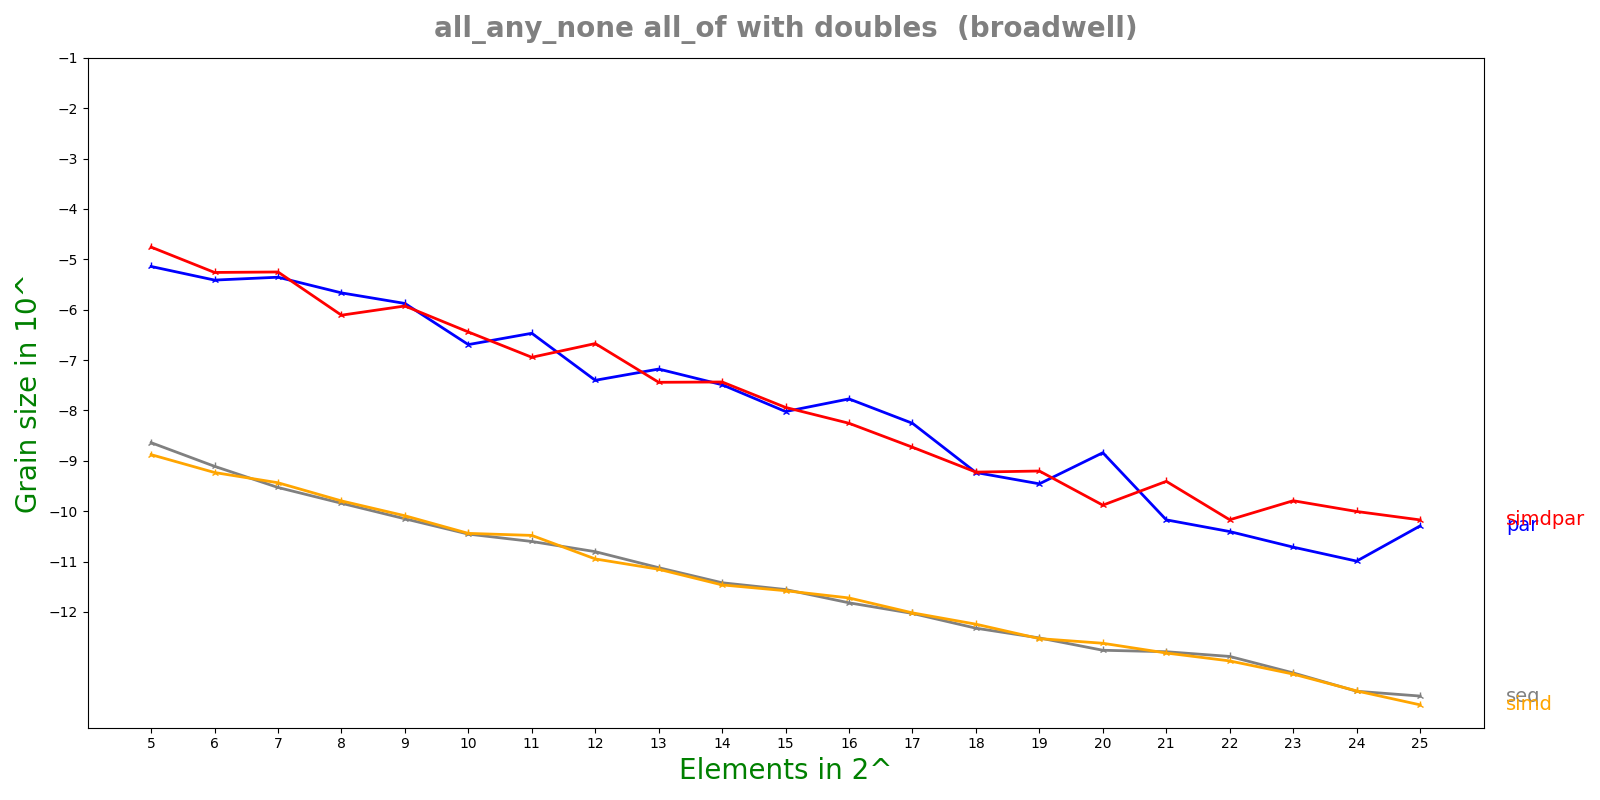 all_any_none all_of with doubles  (broadwell)
Grain size in 10^
−1
−2
−3
−4
−5
−6
−7
−8
−9
−10
−11
−12
simdpar
par
seq
simd
5 6 7 8 9 10 11 12 13 14 15 16 17 18 19 20 21 22 23 24 25
Elements in 2^